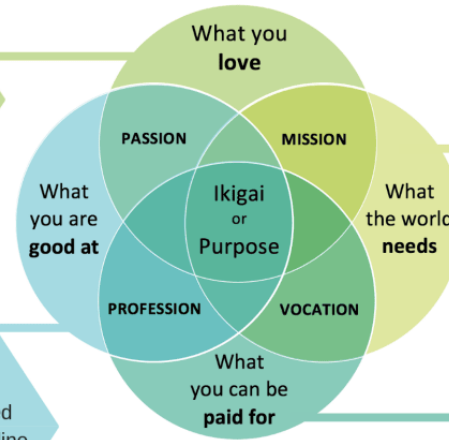 What you
love
PASSION
MISSION
What
you are
good at
Ikigai
or
Purpose
What
the world
needs
PROFESSION
VOCATION
What
you can be
paid for